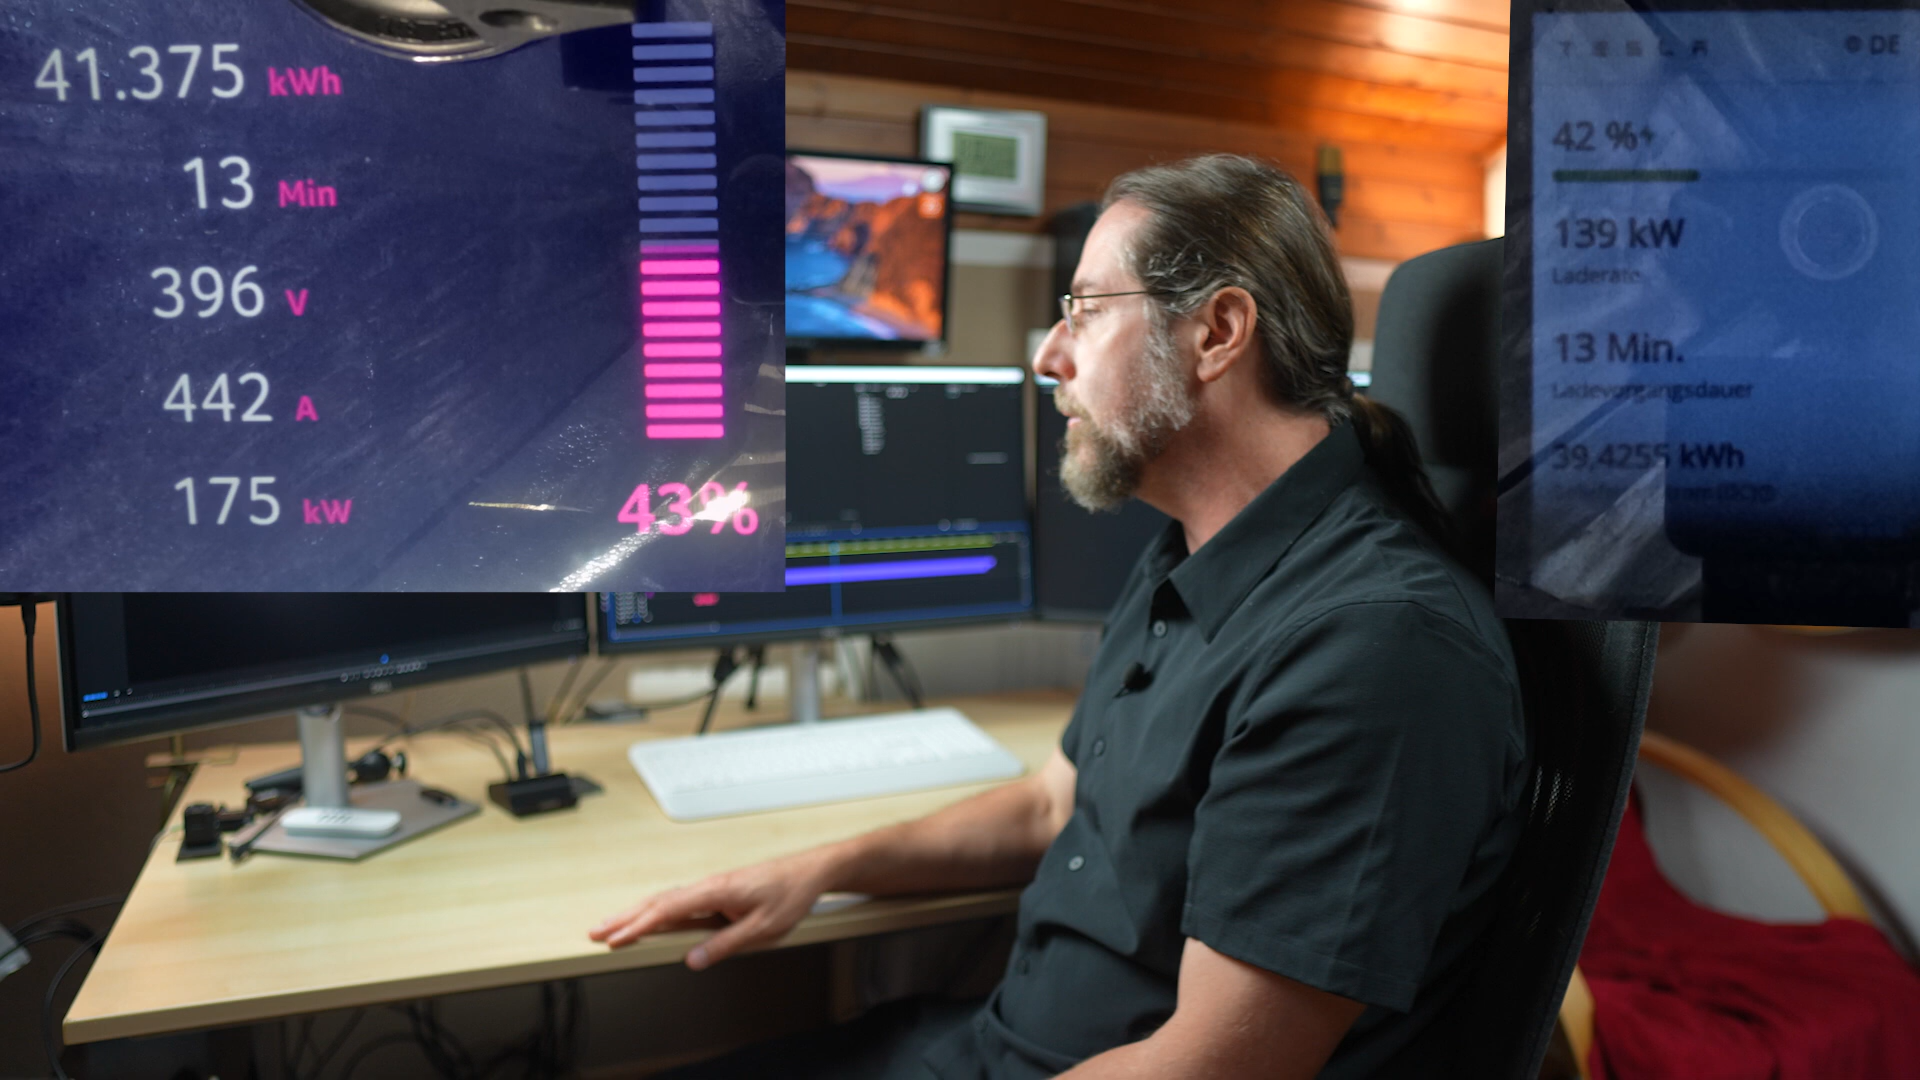 41.375 kWh
13 Min
396 V
442 A
175 kW
43%
T E S L A
DE
42 %
139 kW
Laderate
13 Min.
Ladevorgangsdauer
39,4255 kWh